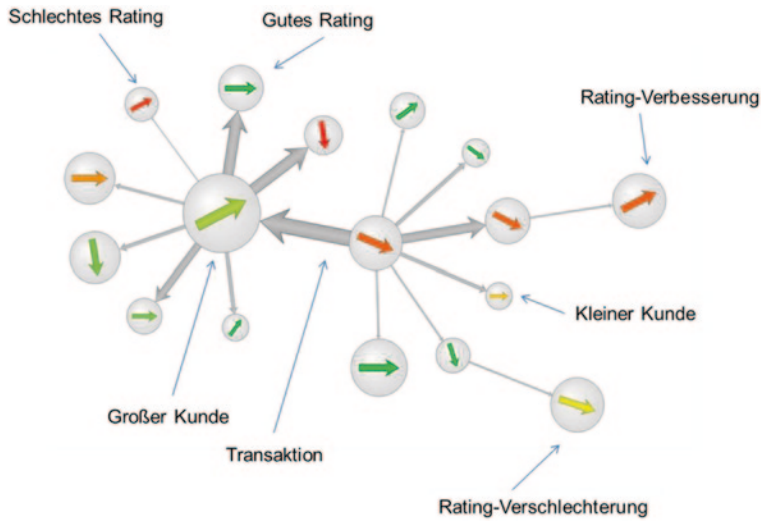 Schlechtes Rating
Gutes Rating
Rating-Verbesserung
Kleiner Kunde
Großer Kunde
Transaktion
Rating-Verschlechterung